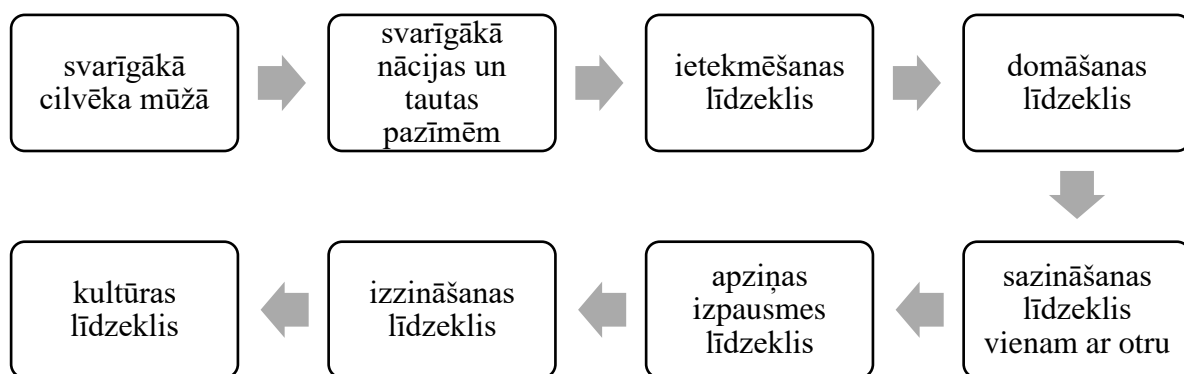 svarīgākā
cilvēka mūžā
svarīgākā
nācijas un
tautas
pazīmēm
ietekmēšanas
līdzeklis
domāšanas
līdzeklis
sazināšanas
līdzeklis
vienam ar otru
apziņas
izpausmes
līdzeklis
izzināšanas
līdzeklis
kultūras
līdzeklis